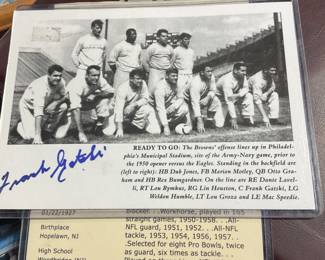 READY TO GO: The Browns' offense lines up in Philadel-
phia's Municipal Stadium, site of the Army-Navy game, prior to
the 1950 opener versus the Eagles. Standing in the backfield are
(left to right): HB Dub Jones, FB Marion Motley, QB Otto Gra-
ham and HB Rex Bumgardner. On the line are RE Dante Lavel-
li, RT Lou Rymkus, RG Lin Houston, C Frank Gatski, LG
Weldon Humble, LT Lou Groza and LE Mac Speedie.
Frank Gatski
01/22/1927
Birthplace
Hopelawn, NJ
High School
blocker. ..Workhorse, played in 165
straight games, 1950-1958. ..All-
NFL guard, 1951, 1952. ..All-NFL
tackle, 1953, 1954, 1956, 1957.
.Selected for eight Pro Bowls, twice
as guard, six times as tackle.